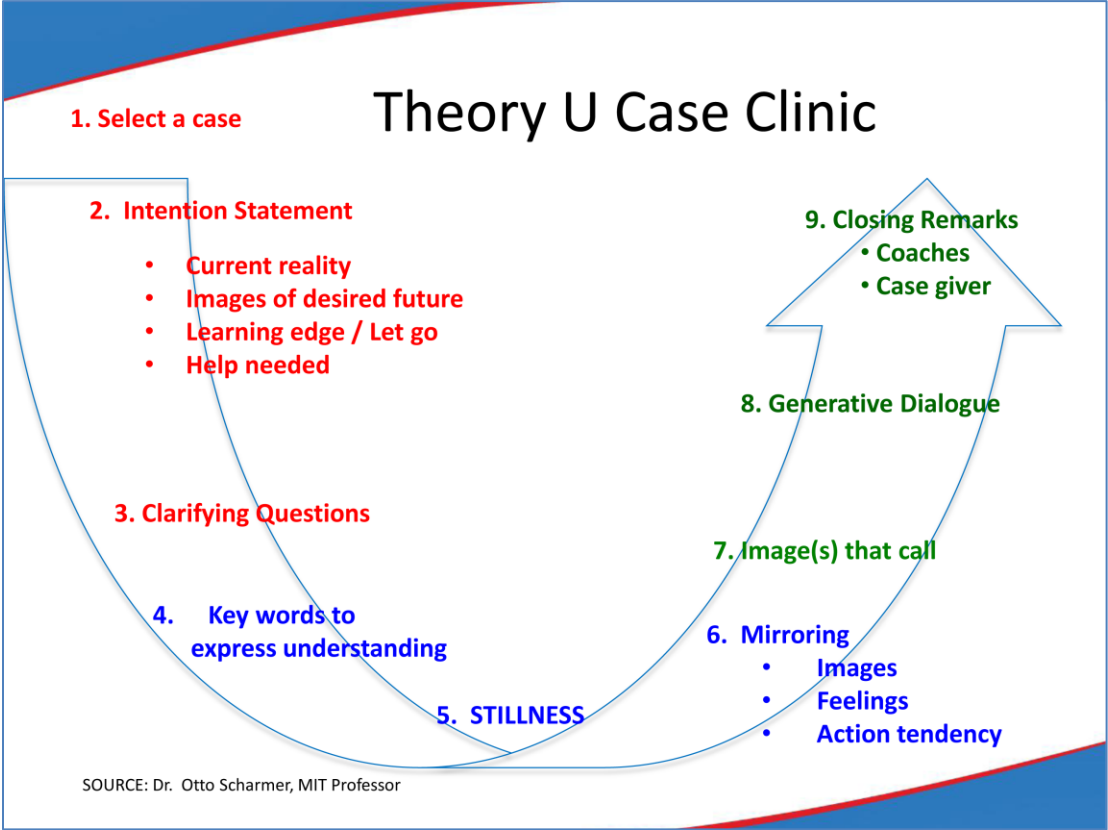 Theory U Case Clinic
1. Select a case
2. Intention Statement
• Current reality
• Images of desired future
• Learning edge / Let go
• Help needed
3. Clarifying Questions
4. Key words to
express understanding
5. STILLNESS
6. Mirroring
• Images
• Feelings
• Action tendency
7. Image(s) that call
8. Generative Dialogue
9. Closing Remarks
• Coaches
• Case giver
SOURCE: Dr. Otto Scharmer, MIT Professor